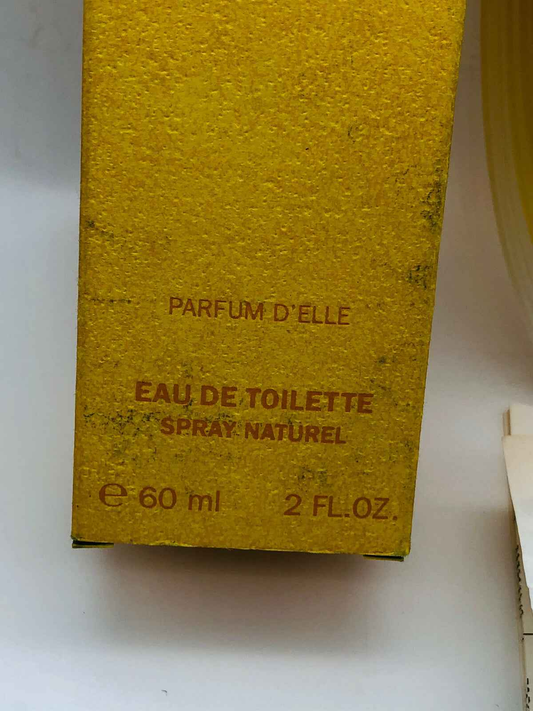 PARFUM D'ELLE
EAU DE TOILETTE
SPRAY NATUREL
℮ 60 ml 2 FL.OZ.